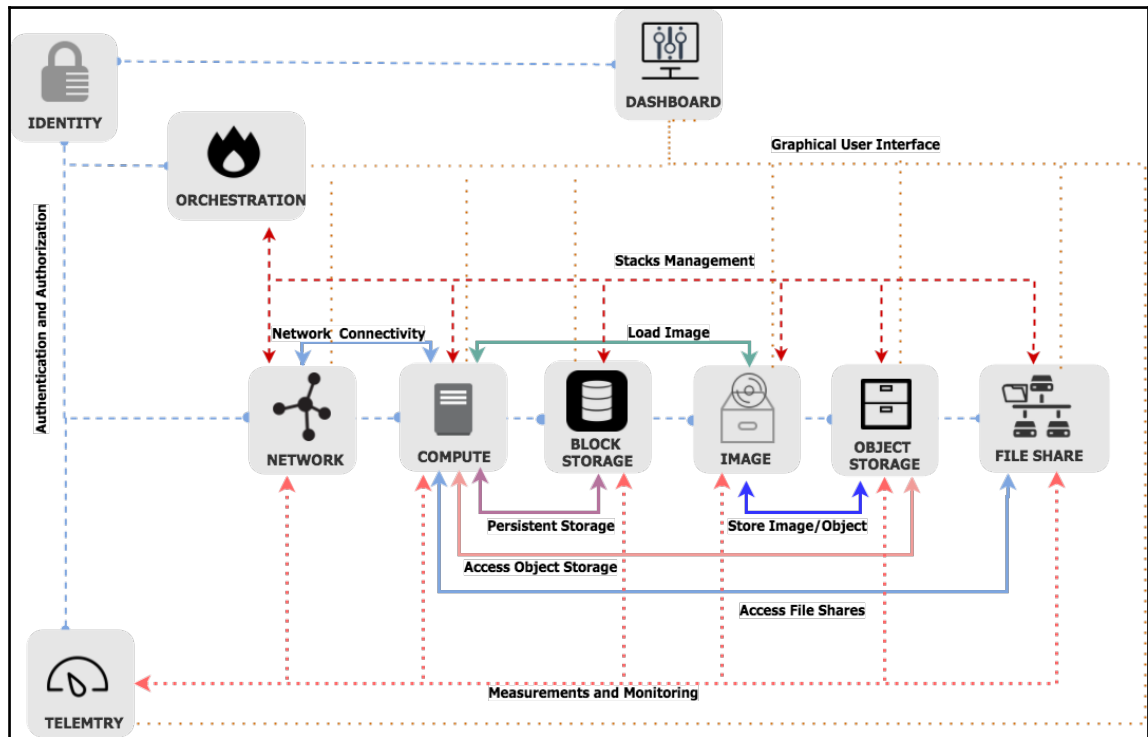 IDENTITY
DASHBOARD
Graphical User Interface
ORCHESTRATION
Authentication and Authorization
Stacks Management
Network Connectivity
Load Image
NETWORK
COMPUTE
BLOCK
STORAGE
IMAGE
OBJECT
STORAGE
FILE SHARE
Persistent Storage
Store Image/Object
Access Object Storage
Access File Shares
Measurements and Monitoring
TELEMTRY